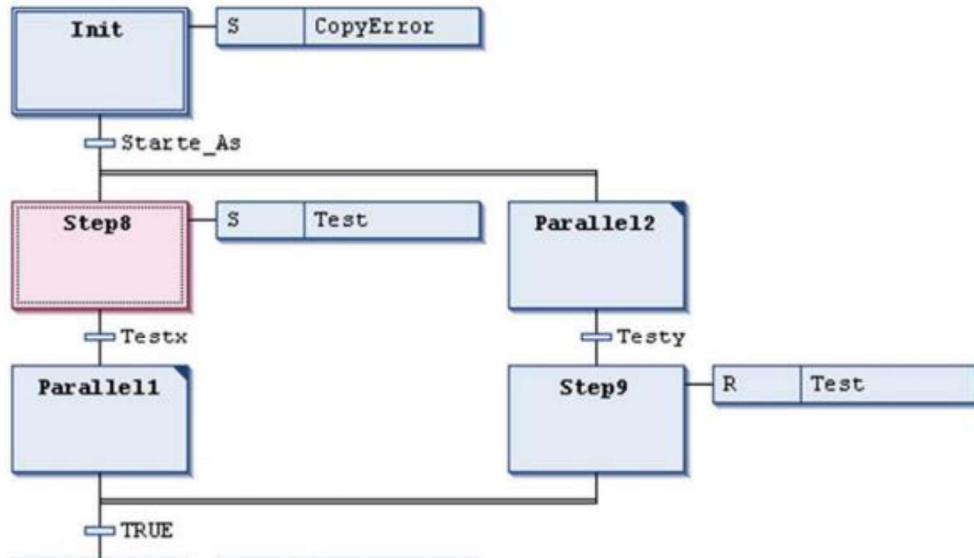 Init S CopyError
Starte_As
Step8 S Test Parallel2
Testx Testy
Parallel1 Step9 R Test
TRUE